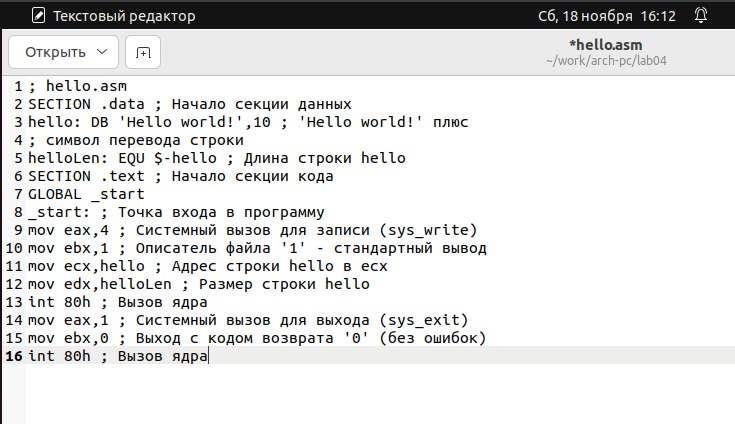 Текстовый редактор
Сб, 18 ноября 16:12
Открыть
*hello.asm
~/work/arch-pc/lab04
1 ; hello.asm
2 SECTION .data ; Начало секции данных
3 hello: DB 'Hello world!',10 ; 'Hello world!' плюс
4 ; символ перевода строки
5 helloLen: EQU $-hello ; Длина строки hello
6 SECTION .text ; Начало секции кода
7 GLOBAL _start
8 _start: ; Точка входа в программу
9 mov eax,4 ; Системный вызов для записи (sys_write)
10 mov ebx,1 ; Описатель файла '1' - стандартный вывод
11 mov ecx,hello ; Адрес строки hello в ecx
12 mov edx,helloLen ; Размер строки hello
13 int 80h ; Вызов ядра
14 mov eax,1 ; Системный вызов для выхода (sys_exit)
15 mov ebx,0 ; Выход с кодом возврата '0' (без ошибок)
16 int 80h ; Вызов ядра